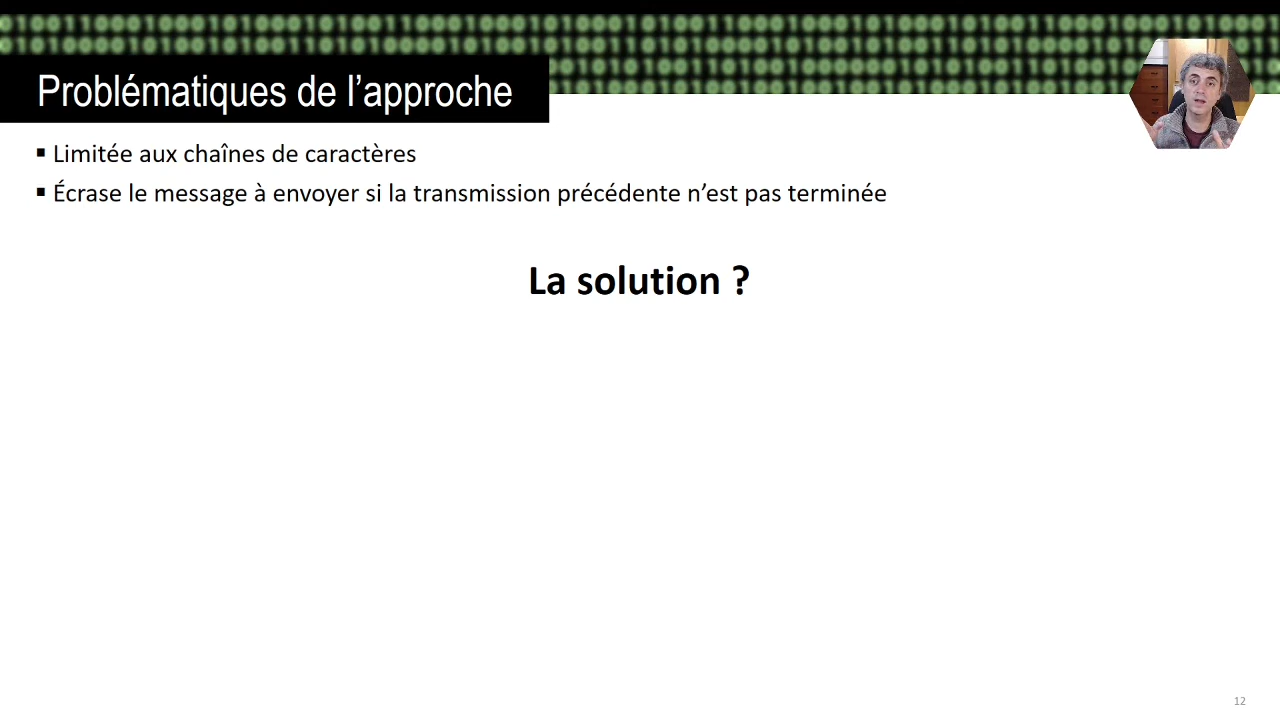 Problématiques de l’approche
▪ Limitée aux chaînes de caractères
▪ Écrase le message à envoyer si la transmission précédente n’est pas terminée
La solution ?
12